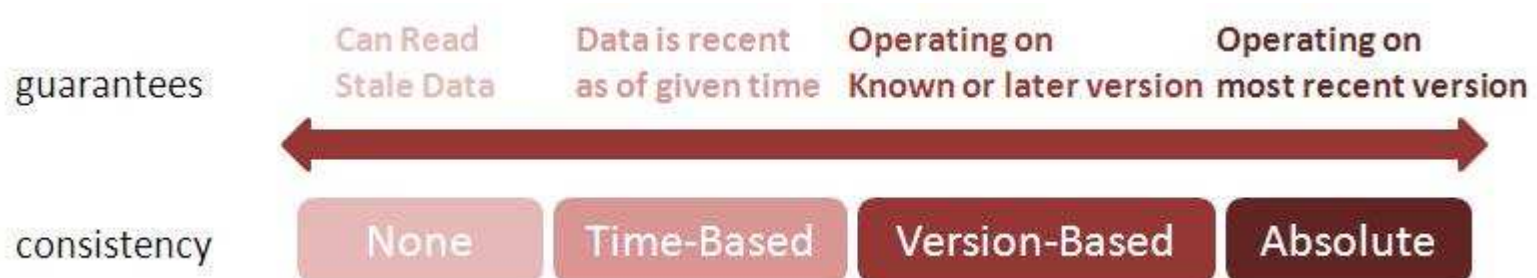 guarantees
Can Read
Stale Data
Data is recent
as of given time
Operating on
Known or later version
Operating on
most recent version
consistency
None
Time-Based
Version-Based
Absolute